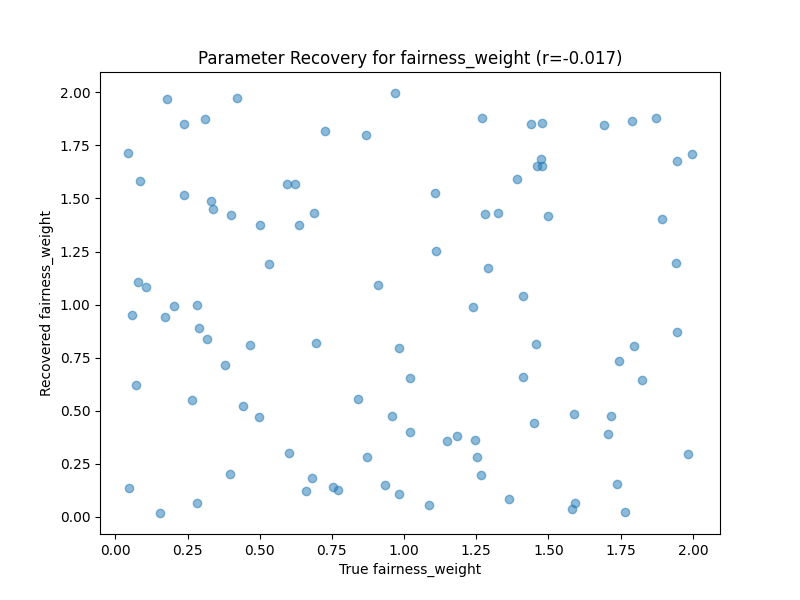 Parameter Recovery for fairness_weight (r=-0.017)
2.00
1.75
1.50
1.25
1.00
0.75
0.50
0.25
0.00
Recovered fairness_weight
0.00 0.25 0.50 0.75 1.00 1.25 1.50 1.75 2.00
True fairness_weight